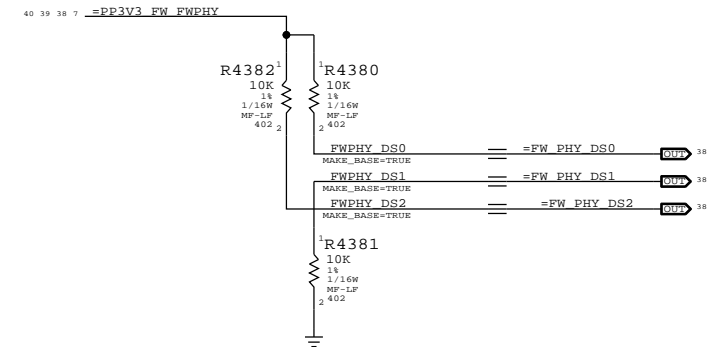 40 39 38 7 =PP3V3_FW_FWPHY
R4382 1
10K
1%
1/16W
MF-LF
402 2
1 R4380
10K
1%
1/16W
MF-LF
2 402
FWPHY_DS0 =FW_PHY_DS0 OUT 38
MAKE_BASE=TRUE
FWPHY_DS1 =FW_PHY_DS1 OUT 38
MAKE_BASE=TRUE
FWPHY_DS2 =FW_PHY_DS2 OUT 38
MAKE_BASE=TRUE
1 R4381
10K
1%
1/16W
MF-LF
2 402